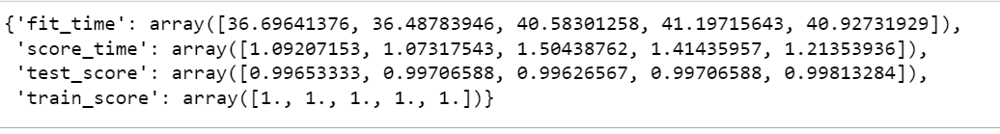 {'fit_time': array([36.69641376, 36.48783946, 40.58301258, 41.19715643, 40.92731929]),
 'score_time': array([1.09207153, 1.07317543, 1.50438762, 1.41435957, 1.21353936]),
 'test_score': array([0.99653333, 0.99706588, 0.99626567, 0.99706588, 0.99813284]),
 'train_score': array([1., 1., 1., 1., 1.])}